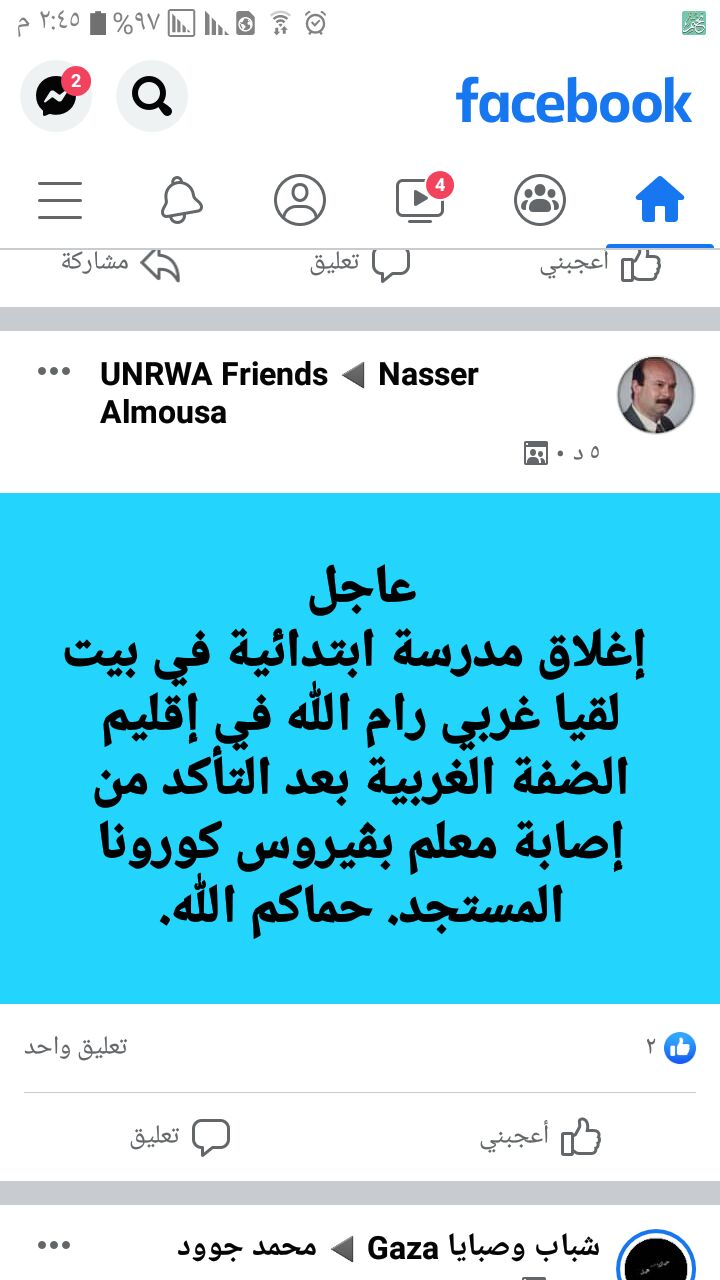 م ٢:٤٥ %٩٧
facebook
2
4
أعجبني تعليق مشاركة
UNRWA Friends ◀ Nasser
Almousa
٥ د •
عاجل
إغلاق مدرسة ابتدائية في بيت
لقيا غربي رام الله في إقليم
الضفة الغربية بعد التأكد من
إصابة معلم بڤيروس كورونا
المستجد. حماكم الله.
٢ تعليق واحد
أعجبني تعليق
شباب وصبايا Gaza ◀ محمد جوود